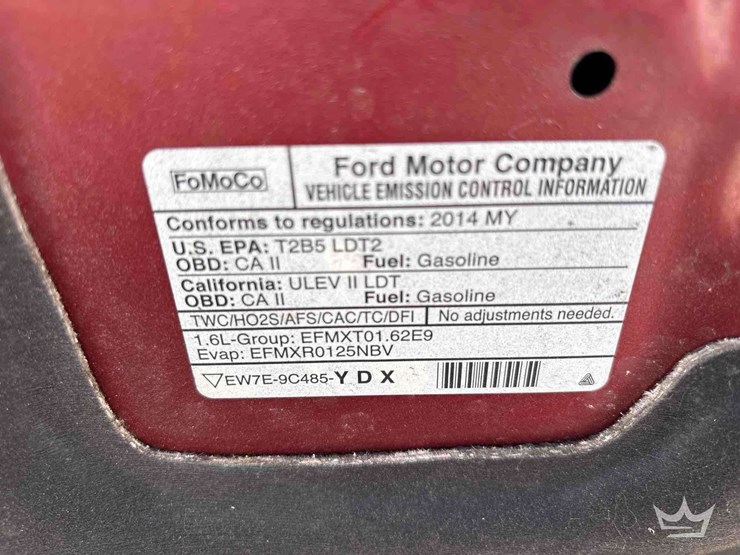 FoMoCo
Ford Motor Company
VEHICLE EMISSION CONTROL INFORMATION
Conforms to regulations: 2014 MY
U.S. EPA: T2B5 LDT2
OBD: CA II Fuel: Gasoline
California: ULEV II LDT
OBD: CA II Fuel: Gasoline
TWC/HO2S/AFS/CAC/TC/DFI No adjustments needed.
1.6L-Group: EFMXT01.62E9
Evap: EFMXR0125NBV
EW7E-9C485-Y D X